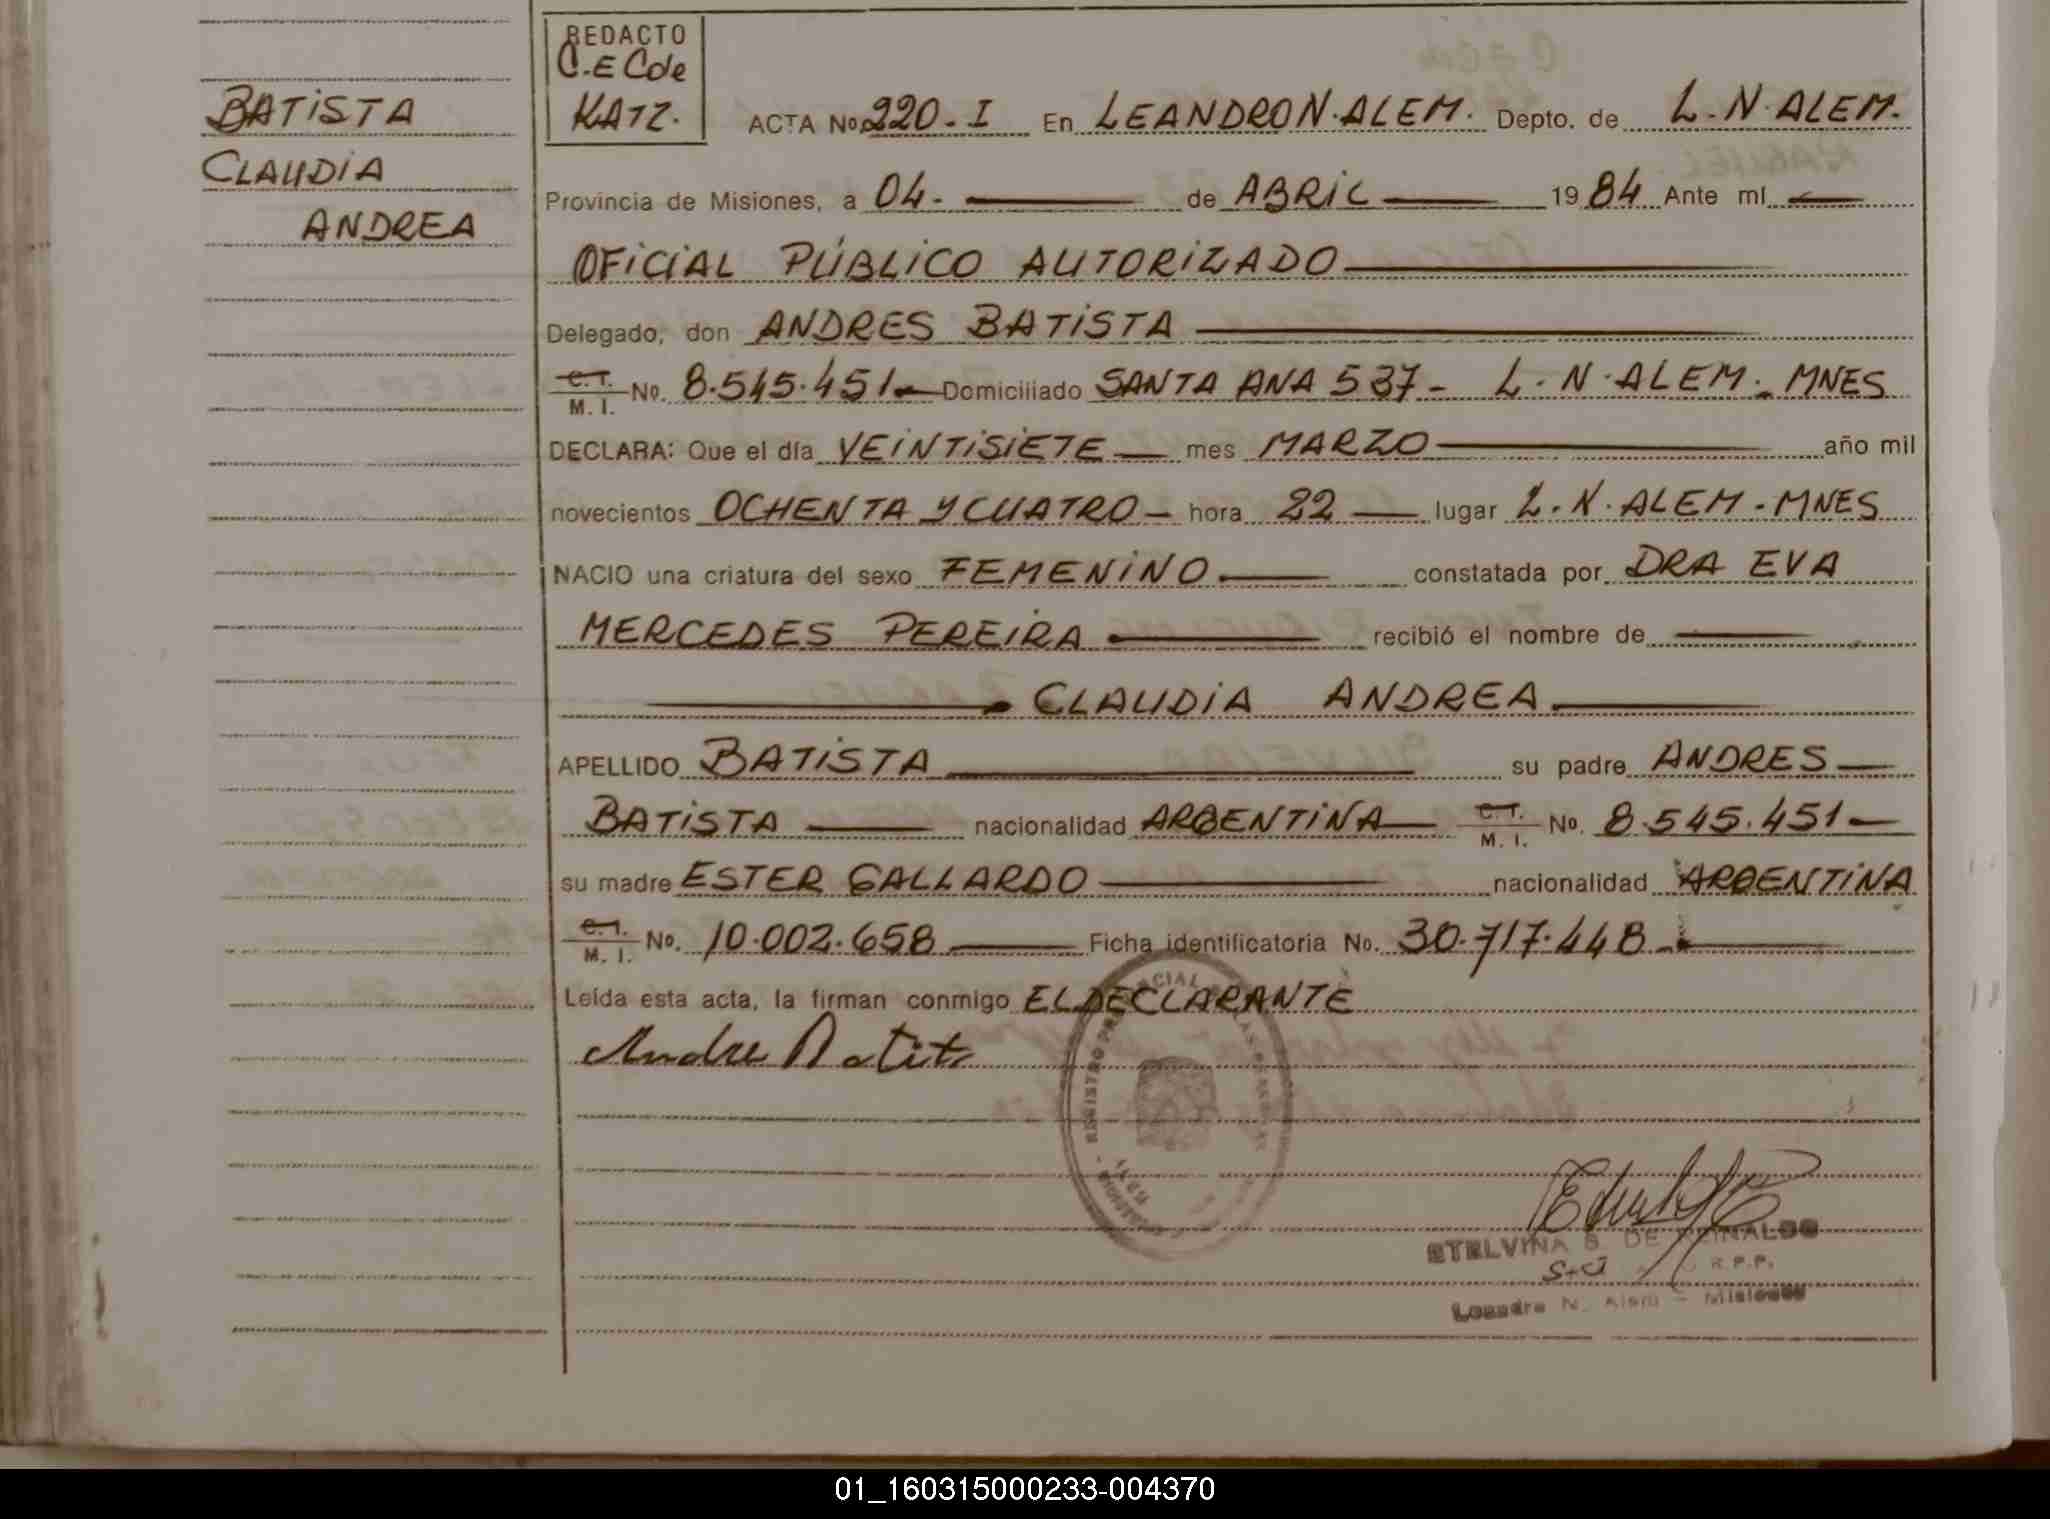 BATISTA
CLAUDIA
ANDREA
REDACTO
C.E C de
KATZ.
ACTA No. 220-I En LEANDRO N. ALEM. Depto. de L.N. ALEM.
Provincia de Misiones, a 04. de ABRIL 1984 Ante mí
OFICIAL PÚBLICO AUTORIZADO
Delegado, don ANDRES BATISTA
C.I. M.I. No. 8.545.451 Domiciliado SANTA ANA 537 - L.N. ALEM. MNES
DECLARA: Que el día VEINTISIETE mes MARZO año mil
novecientos OCHENTA Y CUATRO - hora 22 lugar L.N. ALEM - MNES
NACIO una criatura del sexo FEMENINO constatada por DRA EVA
MERCEDES PEREIRA recibió el nombre de
CLAUDIA ANDREA
APELLIDO BATISTA su padre ANDRES
BATISTA nacionalidad ARGENTINA C.I. M.I. No. 8.545.451
su madre ESTER GALLARDO nacionalidad ARGENTINA
C.I. M.I. No. 10.002.658 Ficha identificatoria No. 30.717.448
Leída esta acta, la firman conmigo EL DECLARANTE
ETELVINA B. DE REINALDO
R.P.P.
Leandro N. Alem - Misiones
01_160315000233-004370